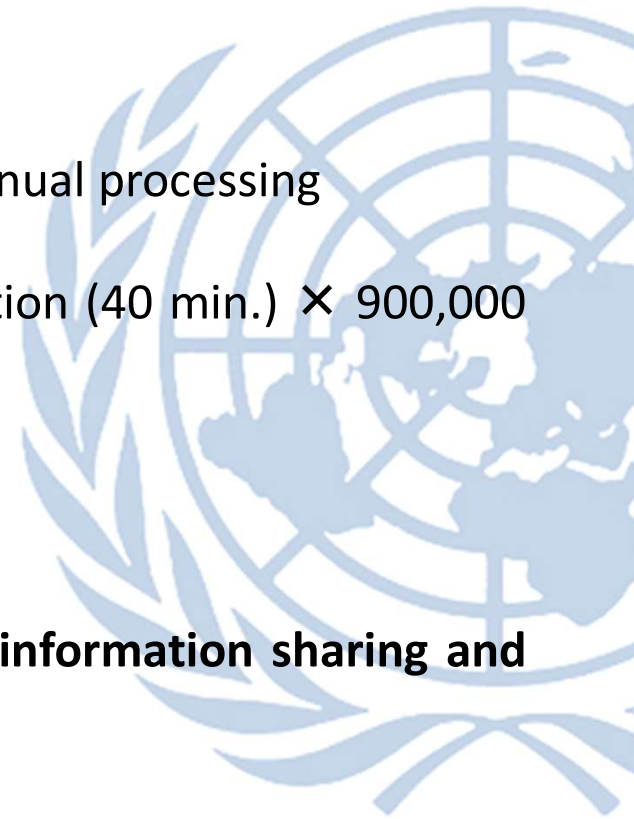 nual processing
tion (40 min.) × 900,000
information sharing and